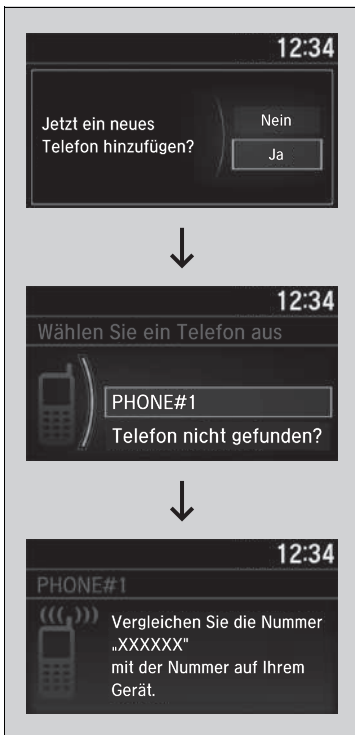 12:34
Jetzt ein neues
Telefon hinzufügen?
Nein
Ja
12:34
Wählen Sie ein Telefon aus
PHONE#1
Telefon nicht gefunden?
12:34
PHONE#1
Vergleichen Sie die Nummer
„XXXXXX"
mit der Nummer auf Ihrem
Gerät.